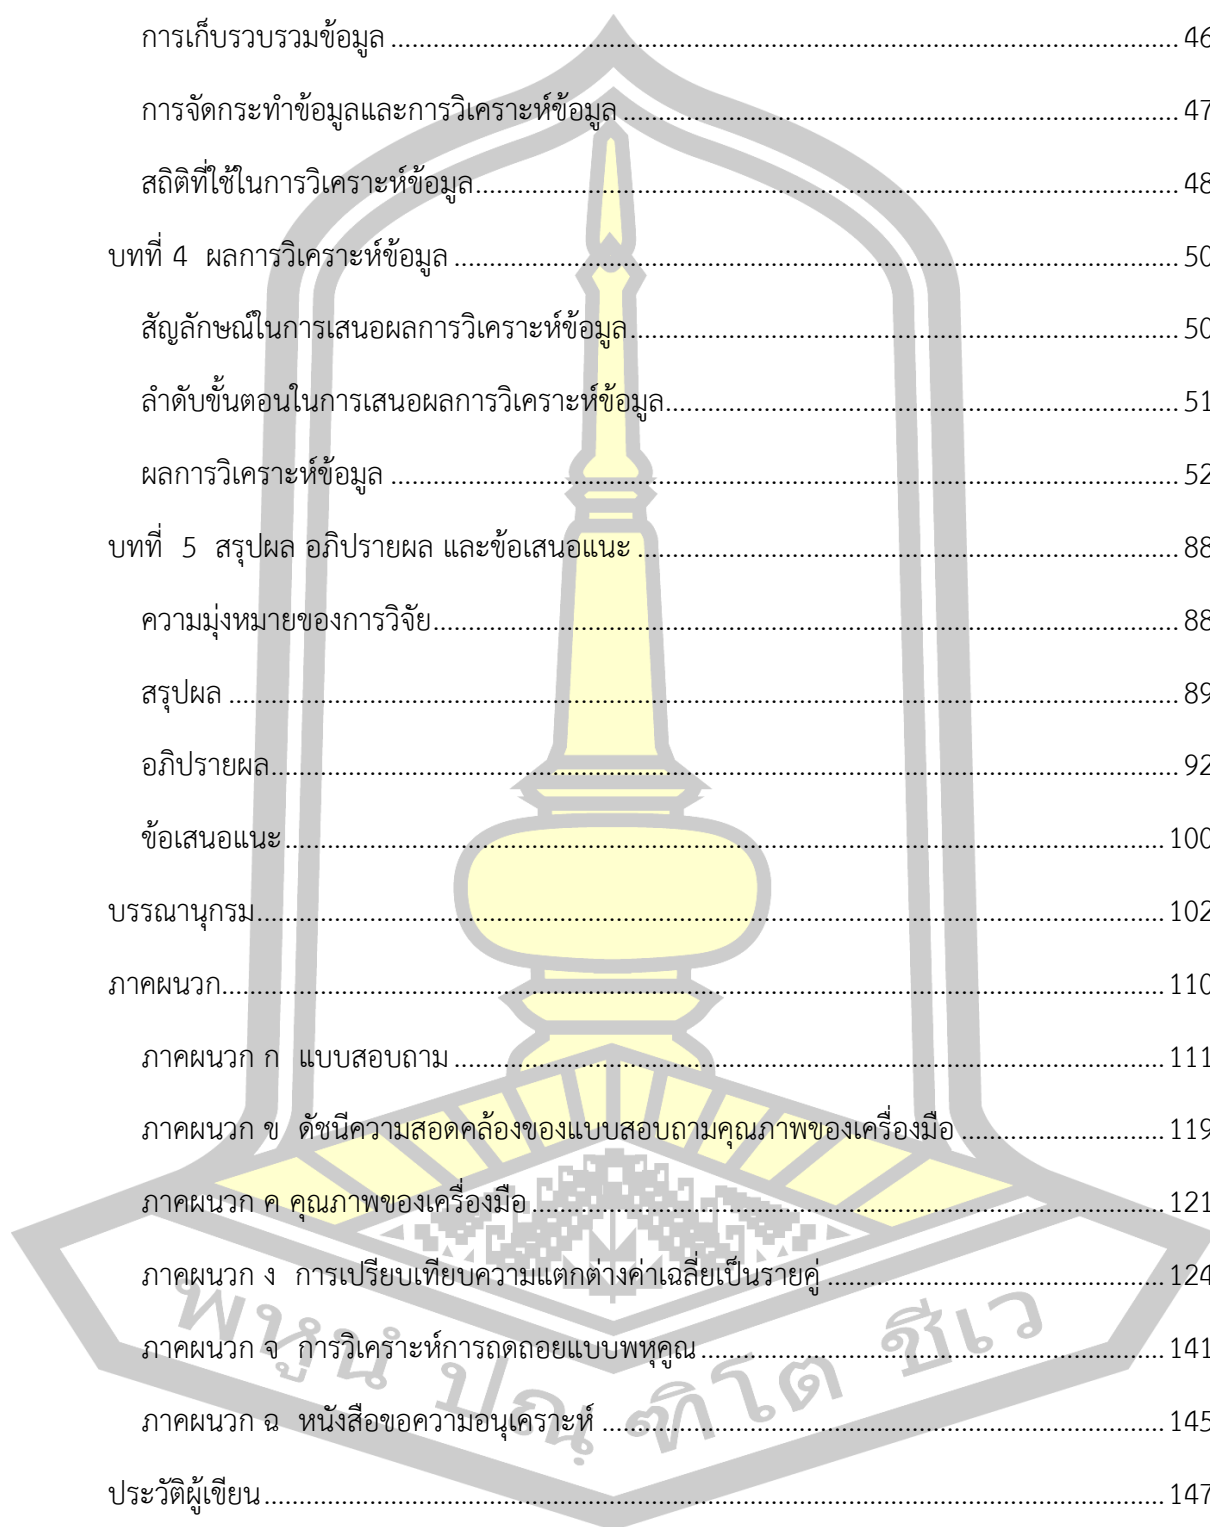 การเก็บรวบรวมข้อมูล ........................................ 46
การจัดกระทำข้อมูลและการวิเคราะห์ข้อมูล ........................................ 47
สถิติที่ใช้ในการวิเคราะห์ข้อมูล ........................................ 48
บทที่ 4 ผลการวิเคราะห์ข้อมูล ........................................ 50
สัญลักษณ์ในการเสนอผลการวิเคราะห์ข้อมูล ........................................ 50
ลำดับขั้นตอนในการเสนอผลการวิเคราะห์ข้อมูล ........................................ 51
ผลการวิเคราะห์ข้อมูล ........................................ 52
บทที่ 5 สรุปผล อภิปรายผล และข้อเสนอแนะ ........................................ 88
ความมุ่งหมายของการวิจัย ........................................ 88
สรุปผล ........................................ 89
อภิปรายผล ........................................ 92
ข้อเสนอแนะ ........................................ 100
บรรณานุกรม ........................................ 102
ภาคผนวก ........................................ 110
ภาคผนวก ก แบบสอบถาม ........................................ 111
ภาคผนวก ข ดัชนีความสอดคล้องของแบบสอบถามคุณภาพของเครื่องมือ ........................................ 119
ภาคผนวก ค คุณภาพของเครื่องมือ ........................................ 121
ภาคผนวก ง การเปรียบเทียบความแตกต่างค่าเฉลี่ยเป็นรายคู่ ........................................ 124
ภาคผนวก จ การวิเคราะห์การถดถอยแบบพหุคูณ ........................................ 141
ภาคผนวก ฉ หนังสือขอความอนุเคราะห์ ........................................ 145
ประวัติผู้เขียน ........................................ 147
พหูนํ ปณฺฑิโต ชีเว